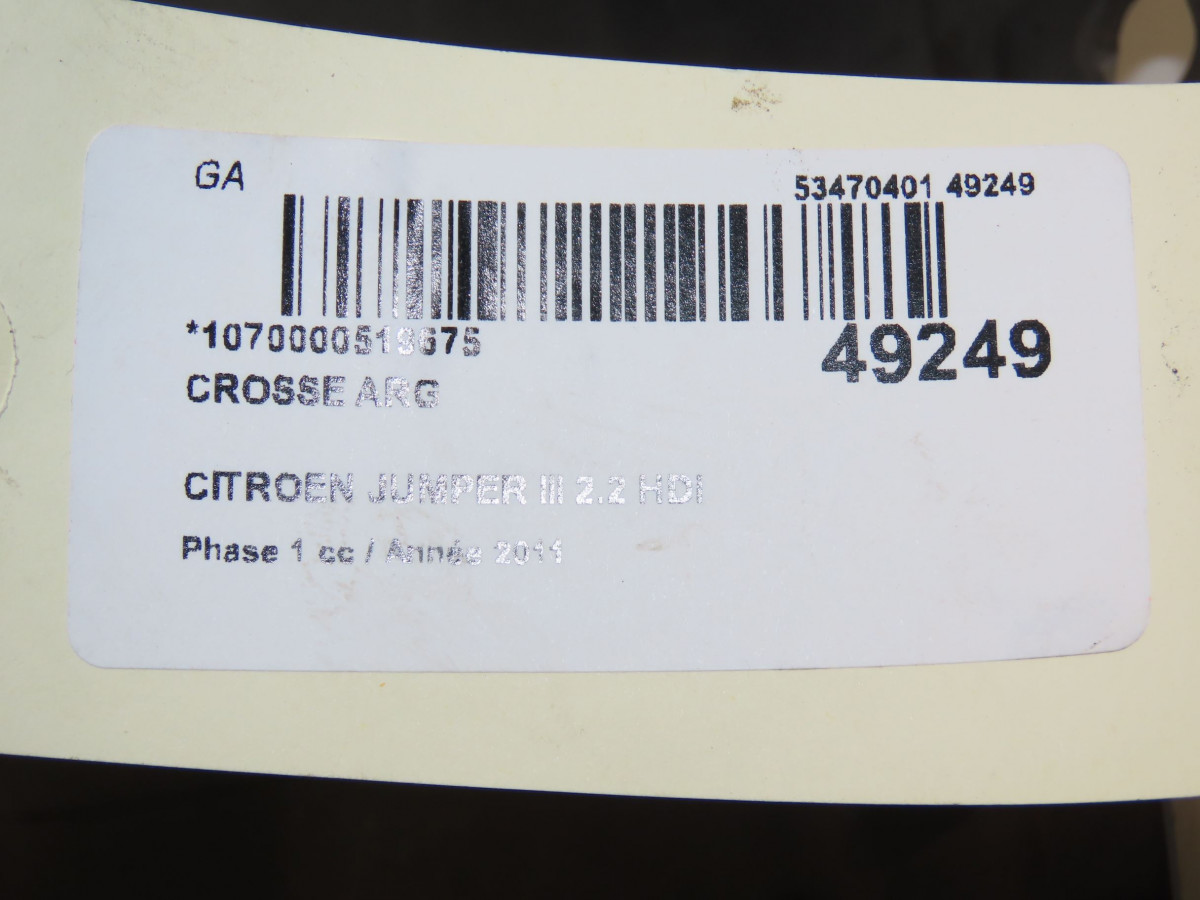 GA
53470401 49249
*1070000519675
49249
CROSSE ARG
CITROEN JUMPER III 2.2 HDI
Phase 1 cc / Année 2011